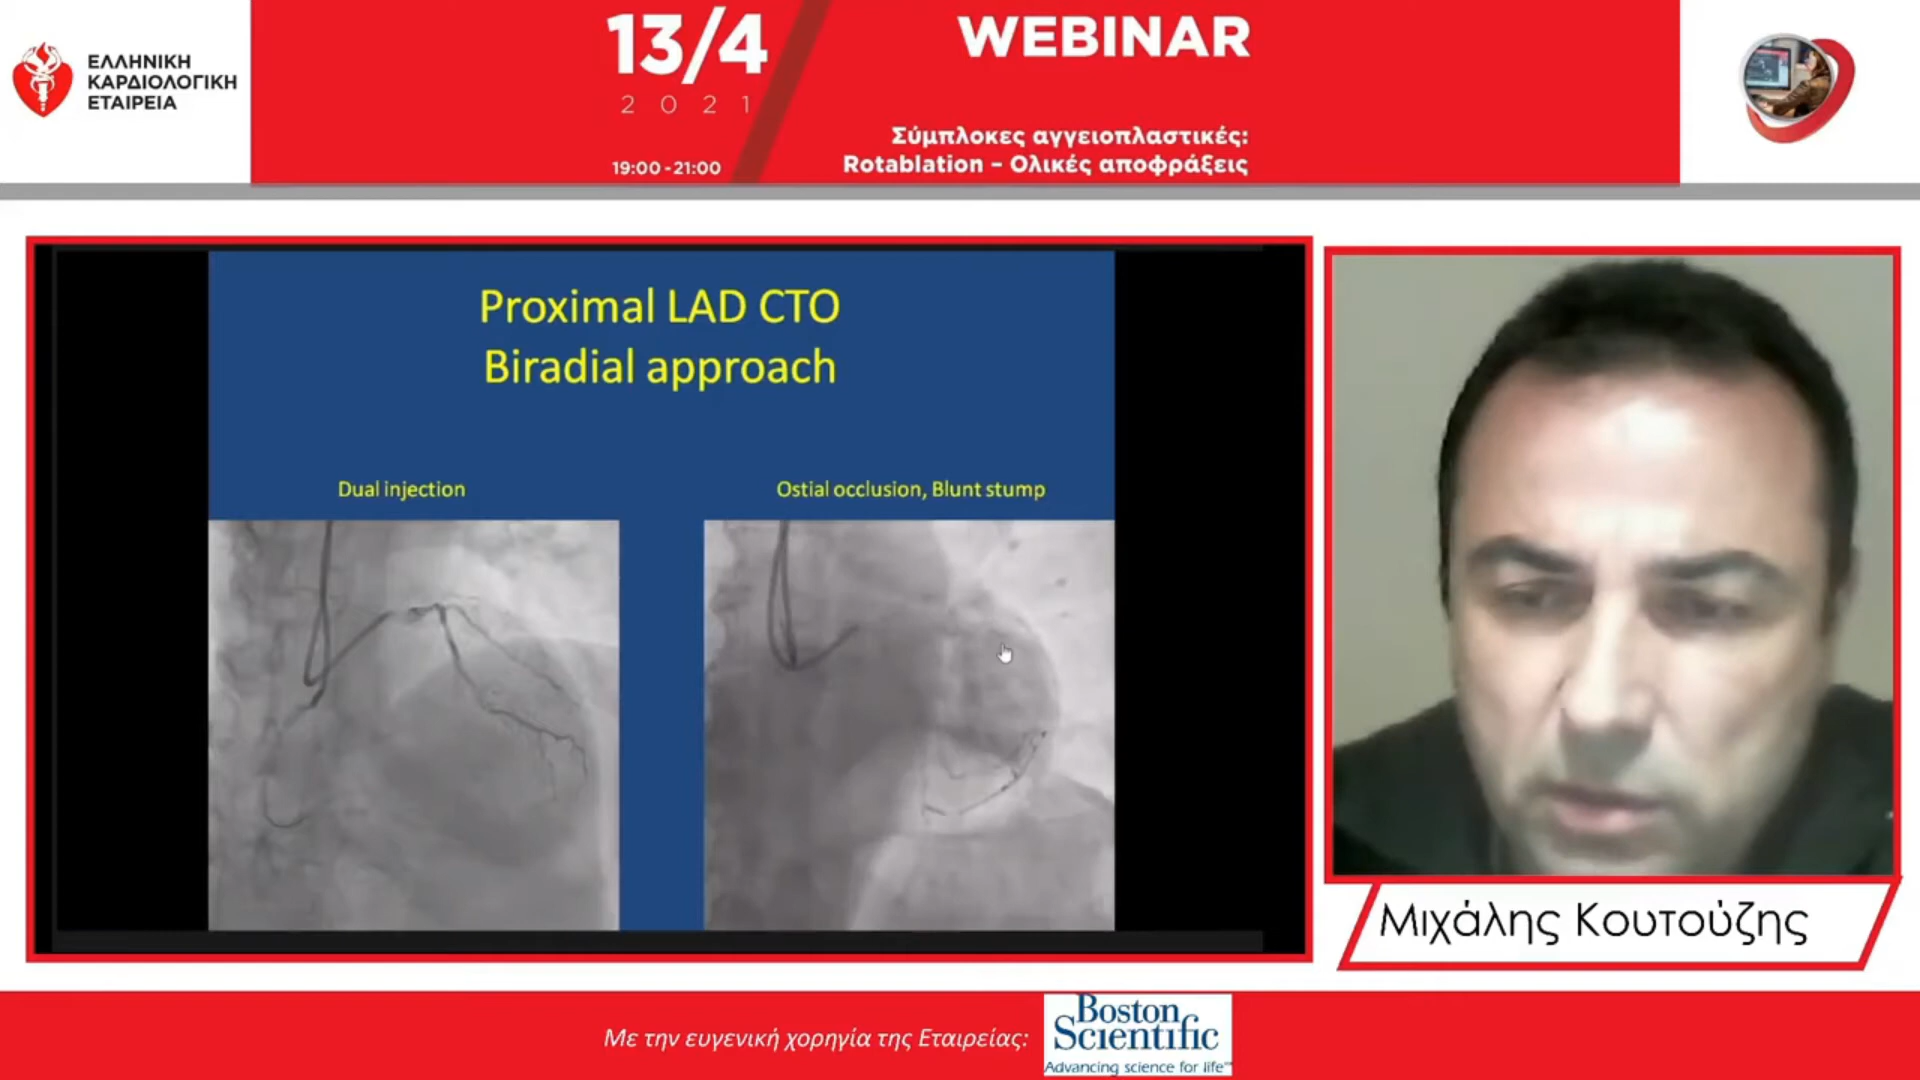 ΕΛΛΗΝΙΚΗ
ΚΑΡΔΙΟΛΟΓΙΚΗ
ΕΤΑΙΡΕΙΑ
13/4
2021
19:00-21:00
WEBINAR
Σύμπλοκες αγγειοπλαστικές:
Rotablation – Ολικές αποφράξεις
Proximal LAD CTO
Biradial approach
Dual injection
Ostial occlusion, Blunt stump
Μιχάλης Κουτούζης
Με την ευγενική χορηγία της Εταιρείας:
Boston
Scientific
Advancing science for life™